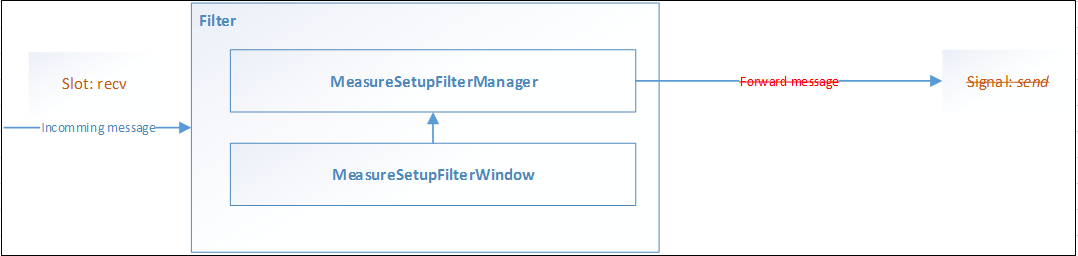 Filter
Slot: recv
MeasureSetupFilterManager
Forward message
Signal: send
Incomming message
MeasureSetupFilterWindow